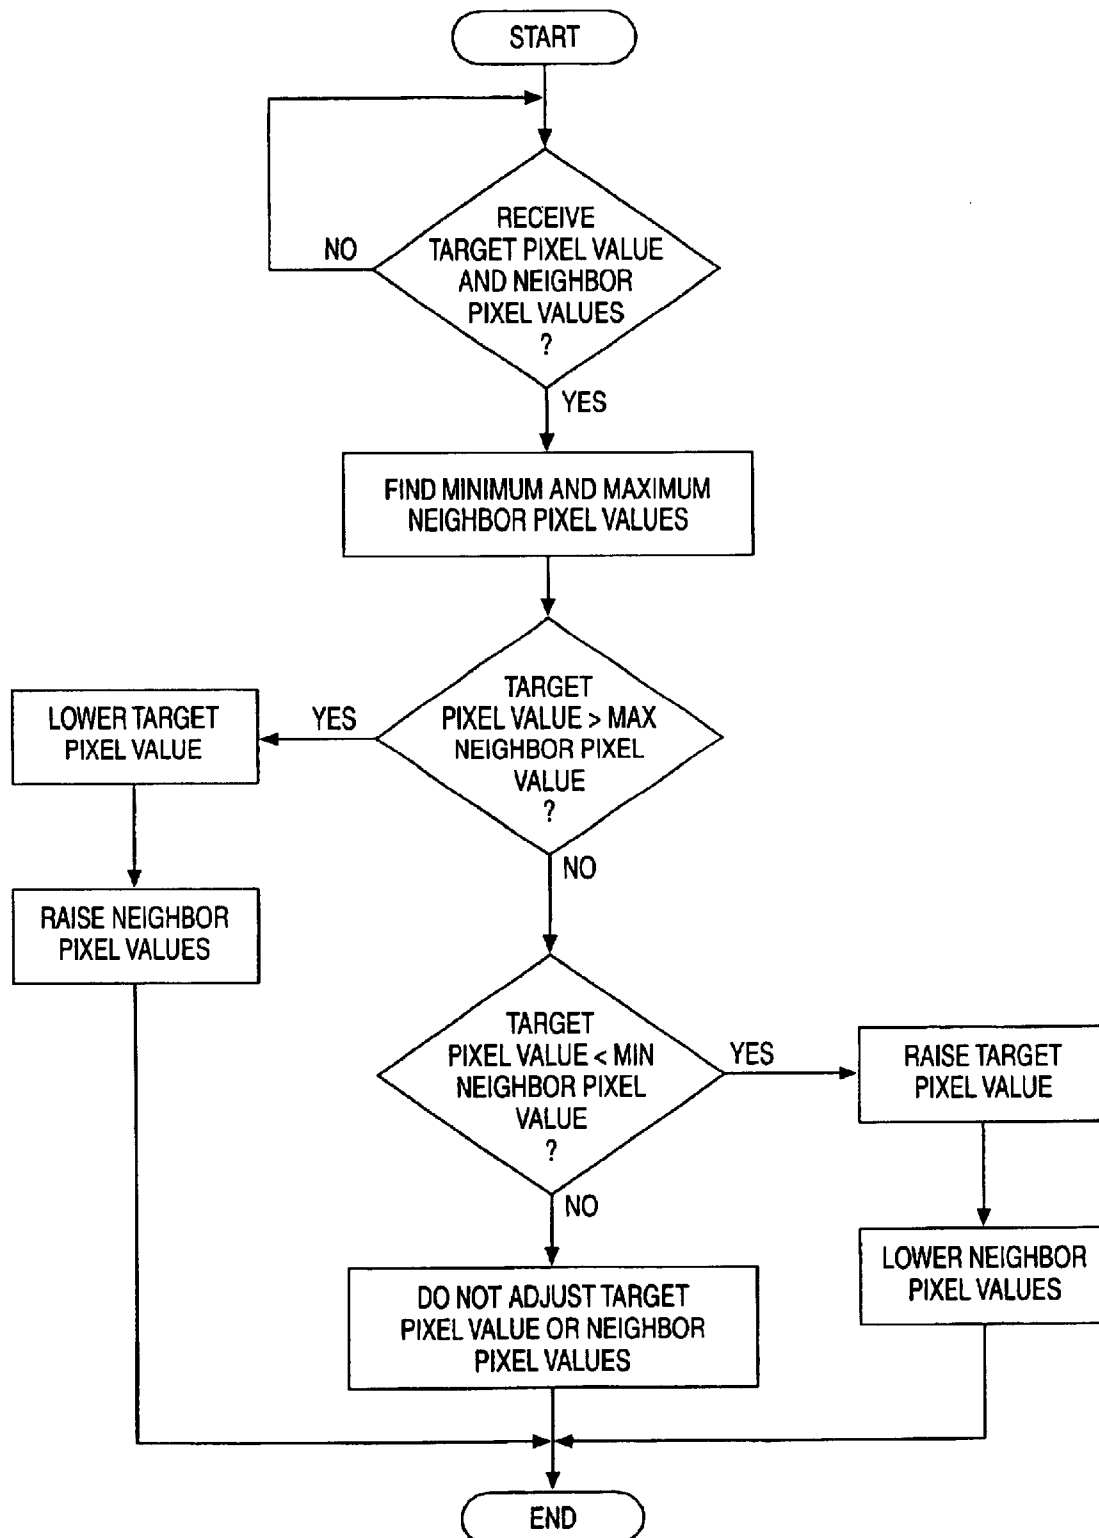 START
RECEIVE
TARGET PIXEL VALUE
AND NEIGHBOR
PIXEL VALUES
?
NO
YES
FIND MINIMUM AND MAXIMUM
NEIGHBOR PIXEL VALUES
TARGET
PIXEL VALUE > MAX
NEIGHBOR PIXEL
VALUE
?
YES
LOWER TARGET
PIXEL VALUE
RAISE NEIGHBOR
PIXEL VALUES
NO
TARGET
PIXEL VALUE < MIN
NEIGHBOR PIXEL
VALUE
?
YES
RAISE TARGET
PIXEL VALUE
LOWER NEIGHBOR
PIXEL VALUES
NO
DO NOT ADJUST TARGET
PIXEL VALUE OR NEIGHBOR
PIXEL VALUES
END